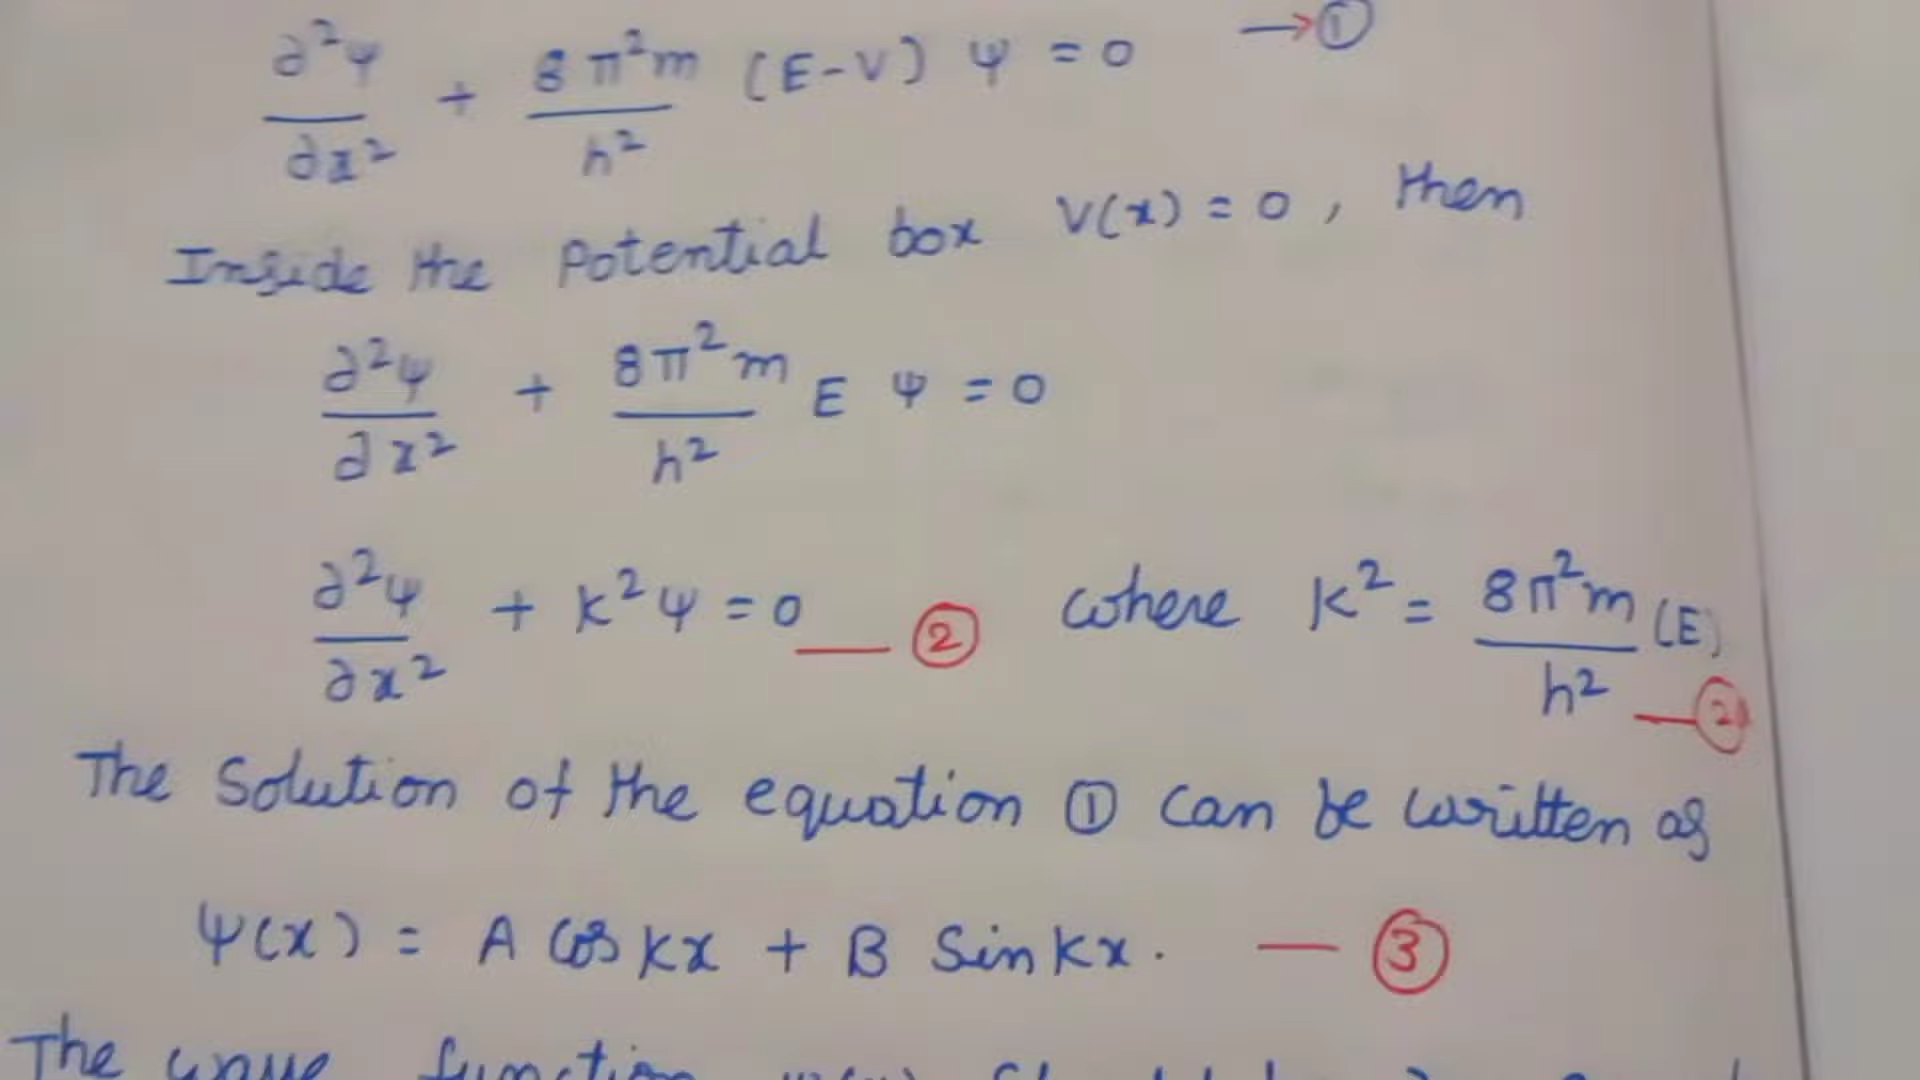 ∂²ψ/∂x² + 8π²m/h² (E-V) ψ = 0 →①
Inside the potential box V(x) = 0, then
∂²ψ/∂x² + 8π²m/h² E ψ = 0
∂²ψ/∂x² + K²ψ = 0 — ② where K² = 8π²m/h² (E) — ②
The Solution of the equation ① can be written as
ψ(x) = A Cos Kx + B Sin Kx. — ③
The wave function